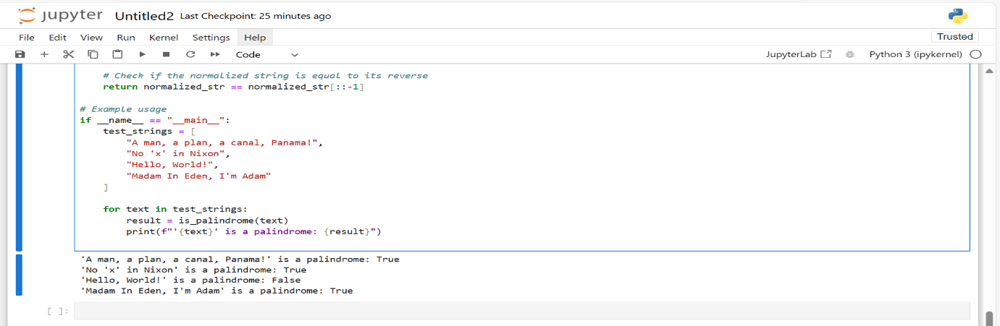 jupyter Untitled2 Last Checkpoint: 25 minutes ago
File Edit View Run Kernel Settings Help Trusted
Code JupyterLab Python 3 (ipykernel)
# Check if the normalized string is equal to its reverse
return normalized_str == normalized_str[::-1]
# Example usage
if __name__ == "__main__":
test_strings = [
"A man, a plan, a canal, Panama!",
"No 'x' in Nixon",
"Hello, World!",
"Madam In Eden, I'm Adam"
]
for text in test_strings:
result = is_palindrome(text)
print(f"'{text}' is a palindrome: {result}")
'A man, a plan, a canal, Panama!' is a palindrome: True
'No 'x' in Nixon' is a palindrome: True
'Hello, World!' is a palindrome: False
'Madam In Eden, I'm Adam' is a palindrome: True
[ ]: